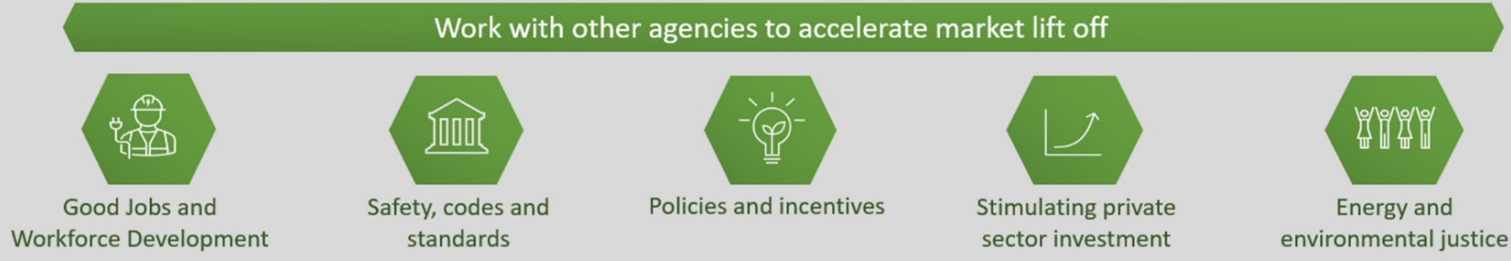 Work with other agencies to accelerate market lift off
Good Jobs and
Workforce Development
Safety, codes and
standards
Policies and incentives
Stimulating private
sector investment
Energy and
environmental justice